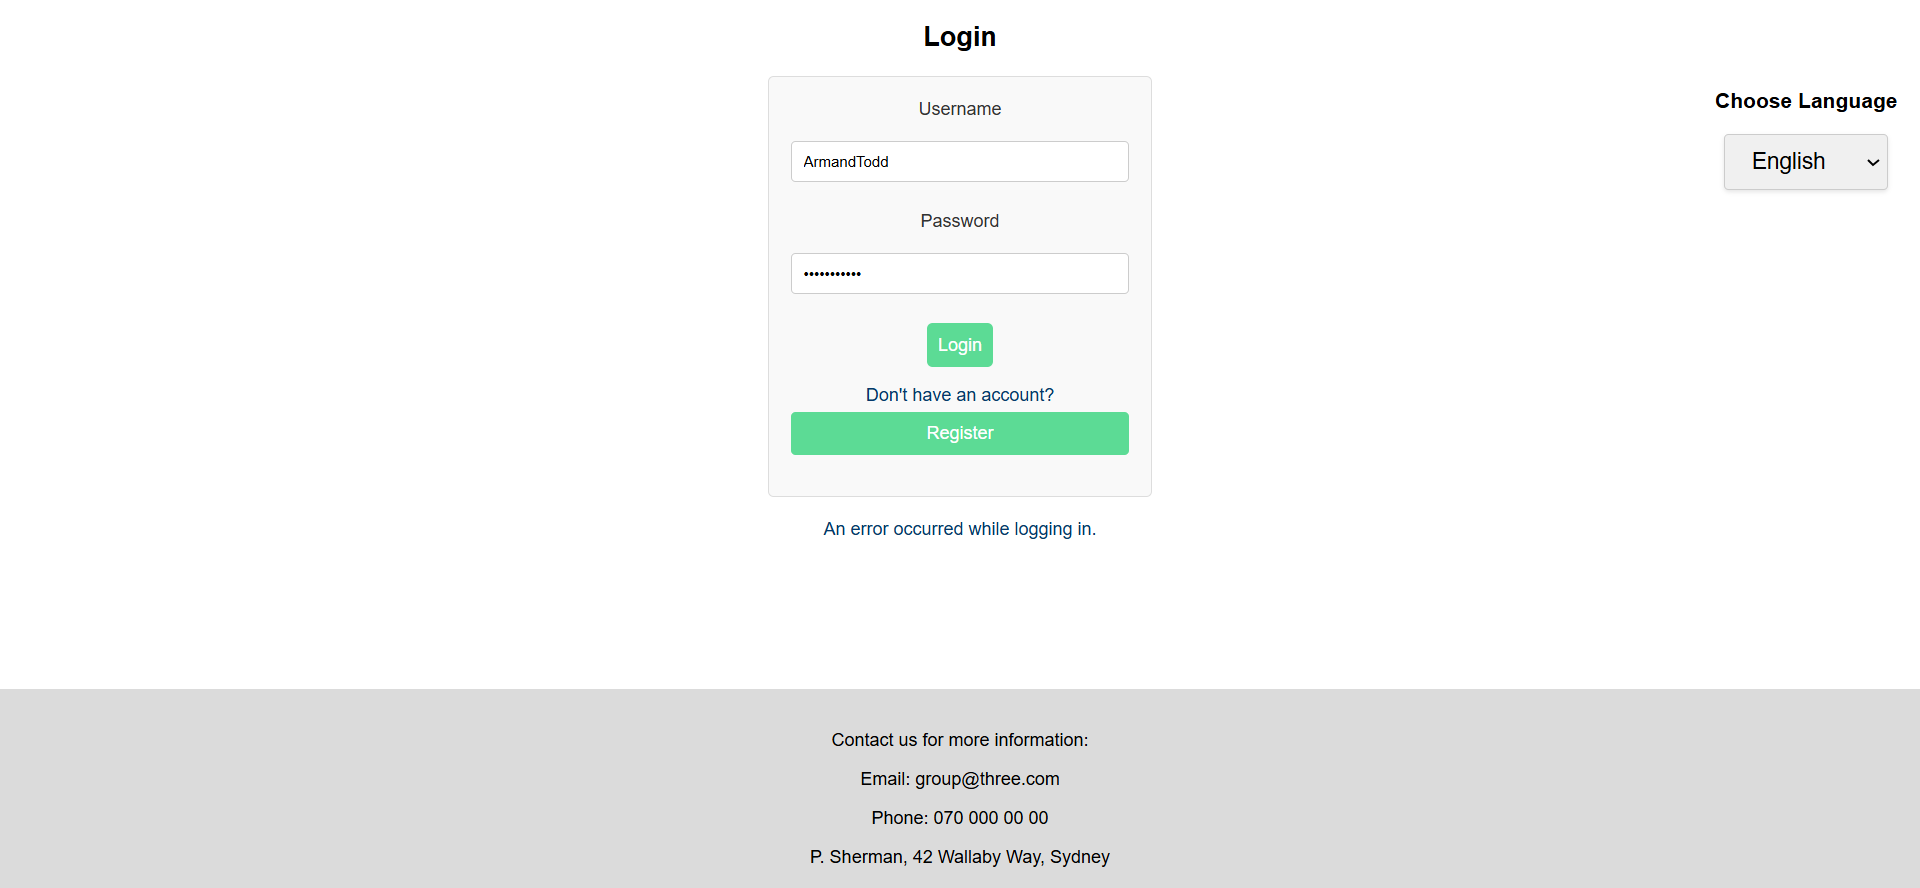 Login
Username
ArmandTodd
Password
•••••••••••
Login
Don't have an account?
Register
An error occurred while logging in.
Choose Language
English
Contact us for more information:
Email: group@three.com
Phone: 070 000 00 00
P. Sherman, 42 Wallaby Way, Sydney